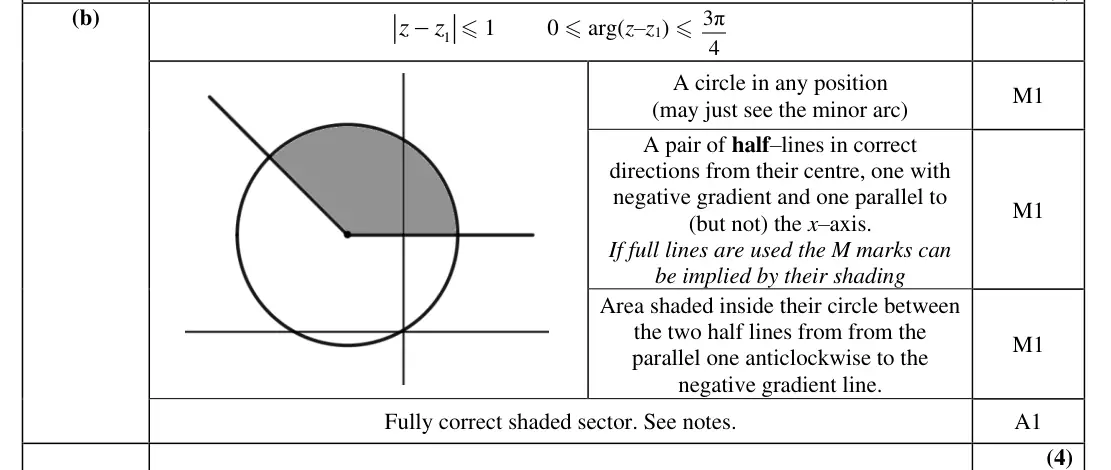 (b)
|z − z₁| ⩽ 1 0 ⩽ arg(z–z₁) ⩽ 3π/4
A circle in any position
(may just see the minor arc)
M1
A pair of half–lines in correct
directions from their centre, one with
negative gradient and one parallel to
(but not) the x–axis.
If full lines are used the M marks can
be implied by their shading
M1
Area shaded inside their circle between
the two half lines from from the
parallel one anticlockwise to the
negative gradient line.
M1
Fully correct shaded sector. See notes.
A1
(4)